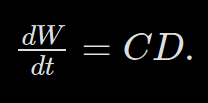 dW/dt = CD.